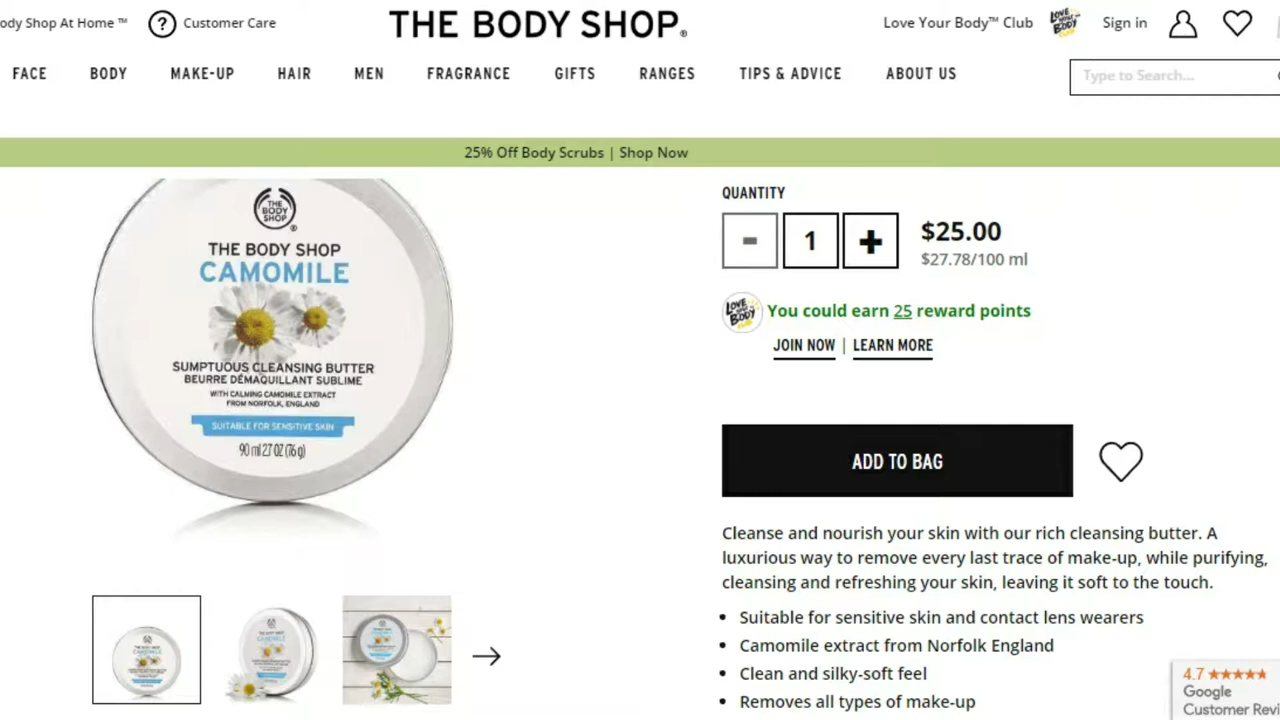 ody Shop At Home ™ ? Customer Care
THE BODY SHOP®
Love Your Body™ Club Sign in
FACE BODY MAKE-UP HAIR MEN FRAGRANCE GIFTS RANGES TIPS & ADVICE ABOUT US
Type to Search...
25% Off Body Scrubs | Shop Now
THE BODY SHOP®
THE BODY SHOP
CAMOMILE
SUMPTUOUS CLEANSING BUTTER
BEURRE DÉMAQUILLANT SUBLIME
WITH CALMING CAMOMILE EXTRACT
FROM NORFOLK, ENGLAND
SUITABLE FOR SENSITIVE SKIN
90 ml 2.7 OZ (76 g)
QUANTITY
- 1 + $25.00
$27.78/100 ml
LOVE YOUR BODY CLUB
You could earn 25 reward points
JOIN NOW | LEARN MORE
ADD TO BAG
Cleanse and nourish your skin with our rich cleansing butter. A
luxurious way to remove every last trace of make-up, while purifying,
cleansing and refreshing your skin, leaving it soft to the touch.
• Suitable for sensitive skin and contact lens wearers
• Camomile extract from Norfolk England
• Clean and silky-soft feel
• Removes all types of make-up
4.7
Google
Customer Revi